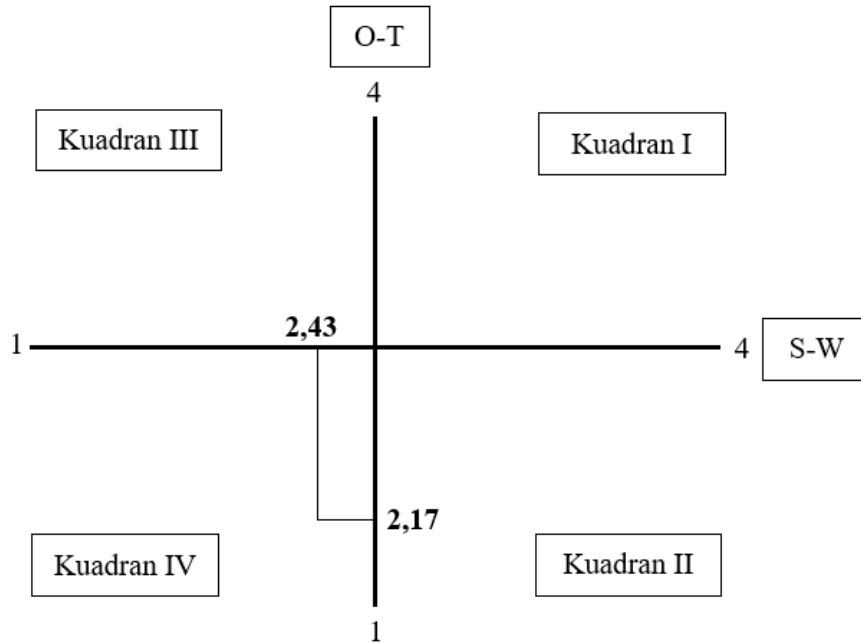 O-T
4
Kuadran III
Kuadran I
2,43
1
4
S-W
2,17
Kuadran IV
Kuadran II
1